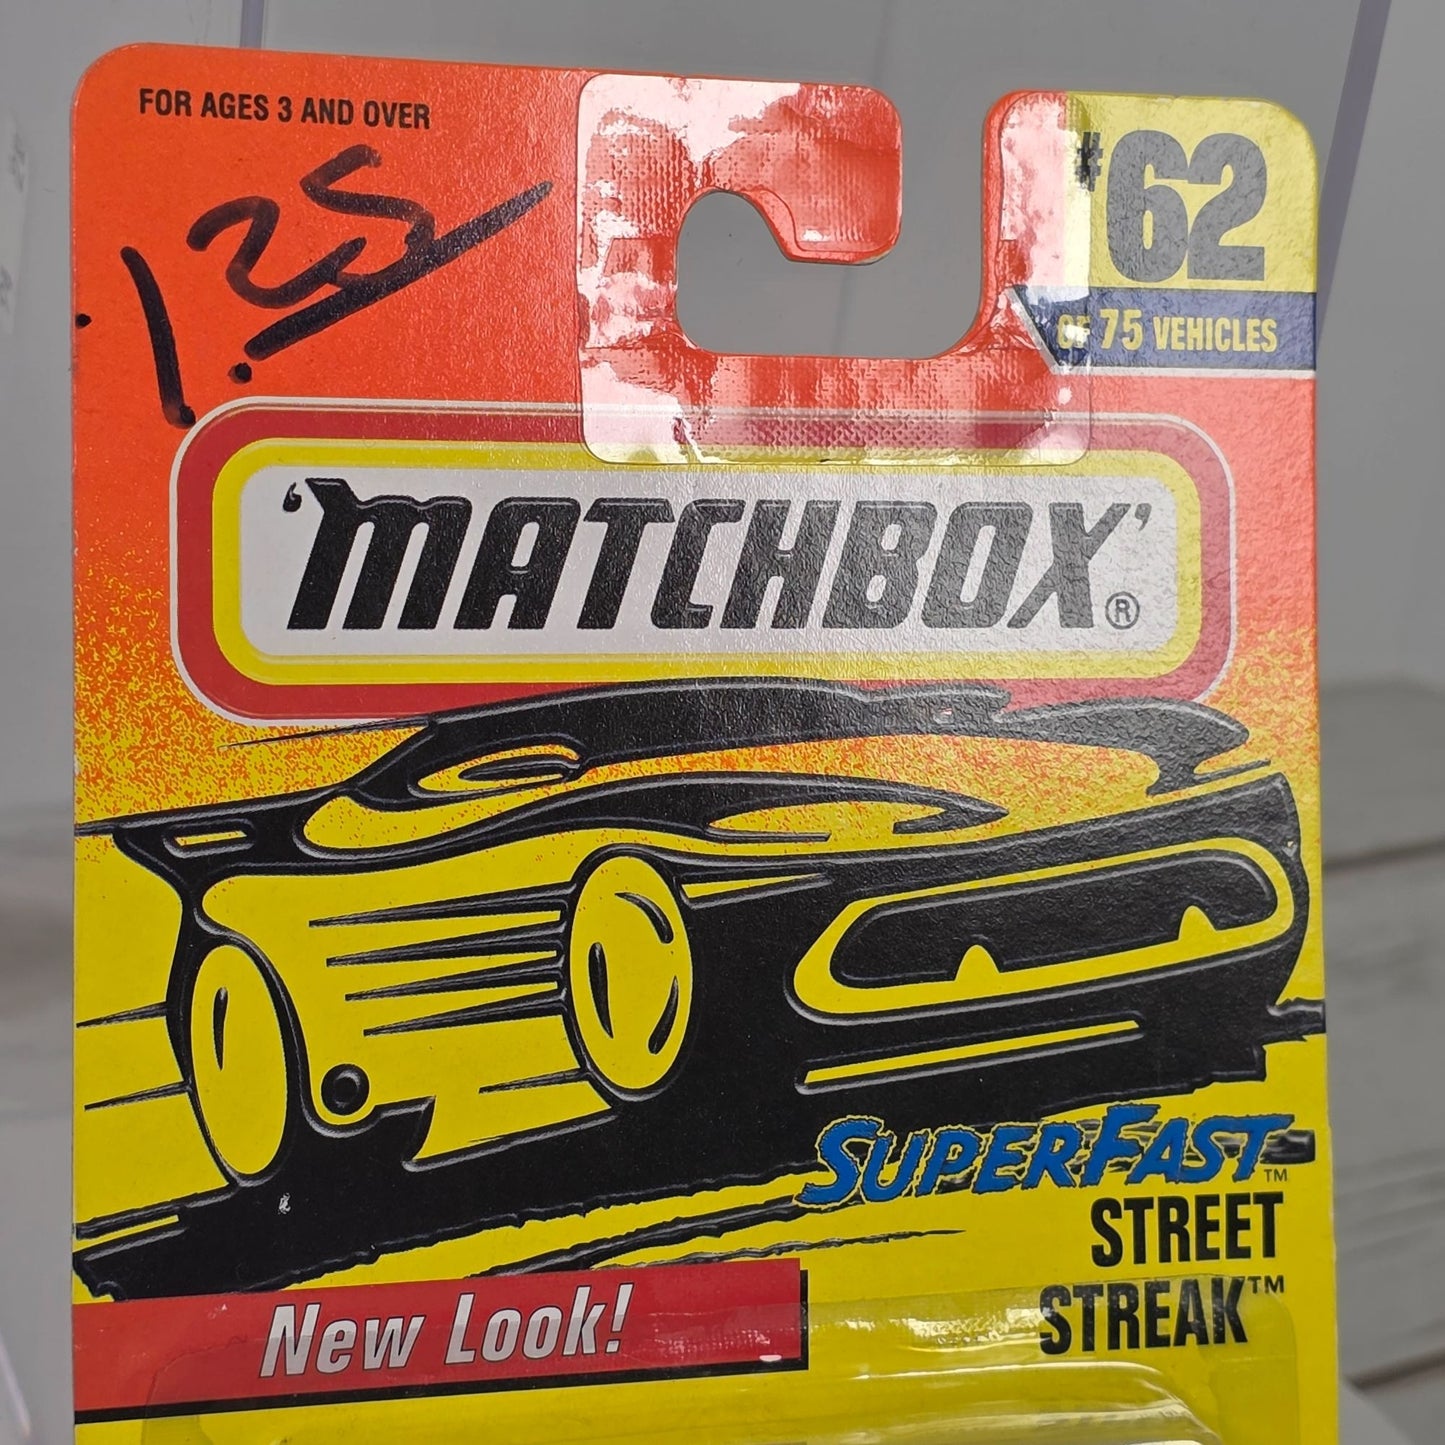 FOR AGES 3 AND OVER
1.25
#62
OF 75 VEHICLES
'MATCHBOX'®
SUPERFAST™
STREET
STREAK™
New Look!